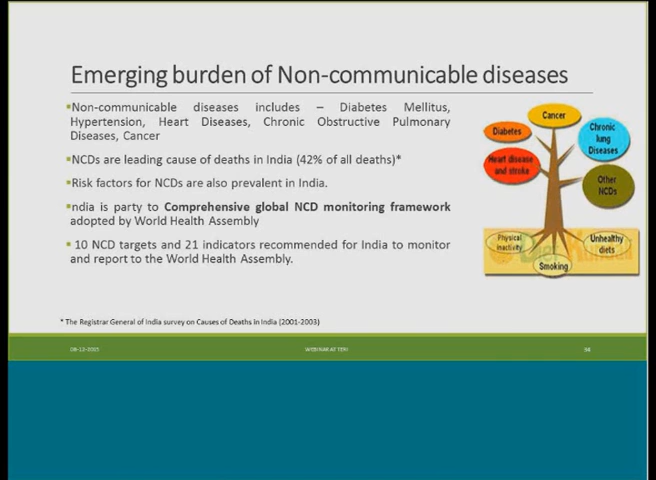 Emerging burden of Non-communicable diseases
▪Non-communicable diseases includes – Diabetes Mellitus,
Hypertension, Heart Diseases, Chronic Obstructive Pulmonary
Diseases, Cancer
▪NCDs are leading cause of deaths in India (42% of all deaths)*
▪Risk factors for NCDs are also prevalent in India.
▪ndia is party to Comprehensive global NCD monitoring framework
adopted by World Health Assembly
▪ 10 NCD targets and 21 indicators recommended for India to monitor
and report to the World Health Assembly.
Cancer
Diabetes
Chronic
lung
Diseases
Heart disease
and stroke
Other
NCDs
Physical
inactivity
Unhealthy
diets
Smoking
* The Registrar General of India survey on Causes of Deaths in India (2001-2003)
WEBINAR AT